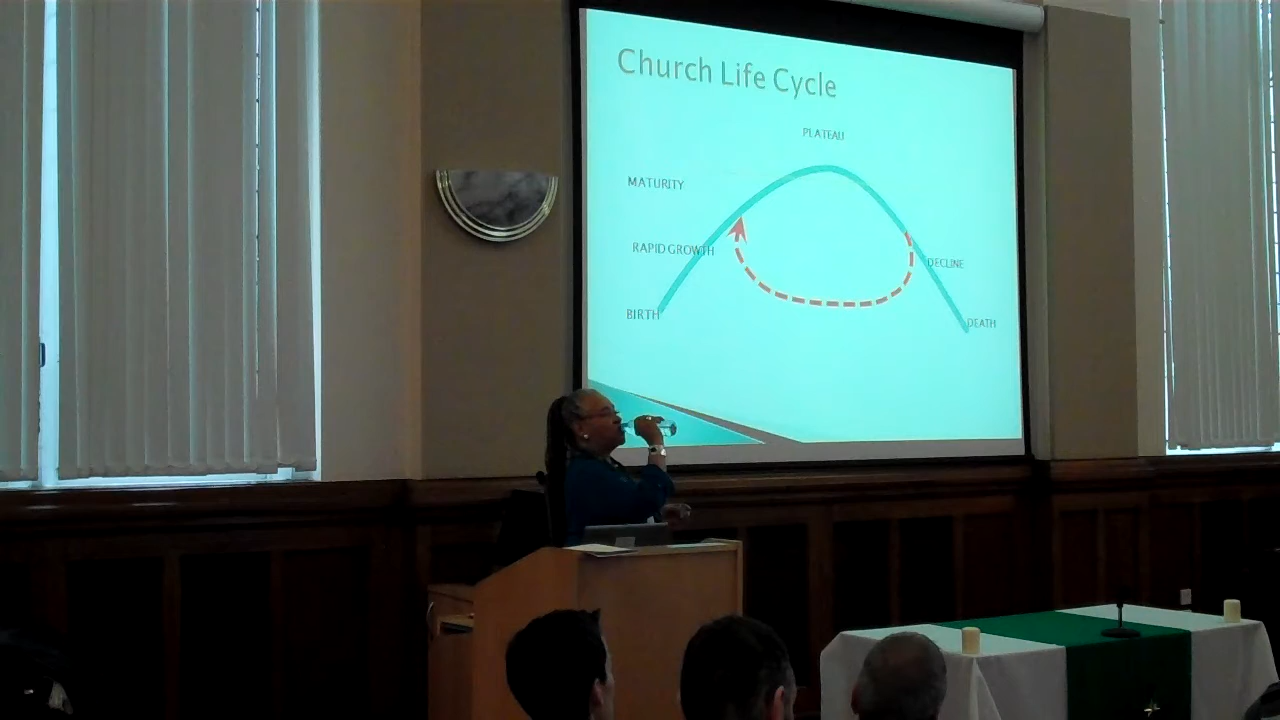 Church Life Cycle
PLATEAU
MATURITY
RAPID GROWTH
DECLINE
BIRTH
DEATH